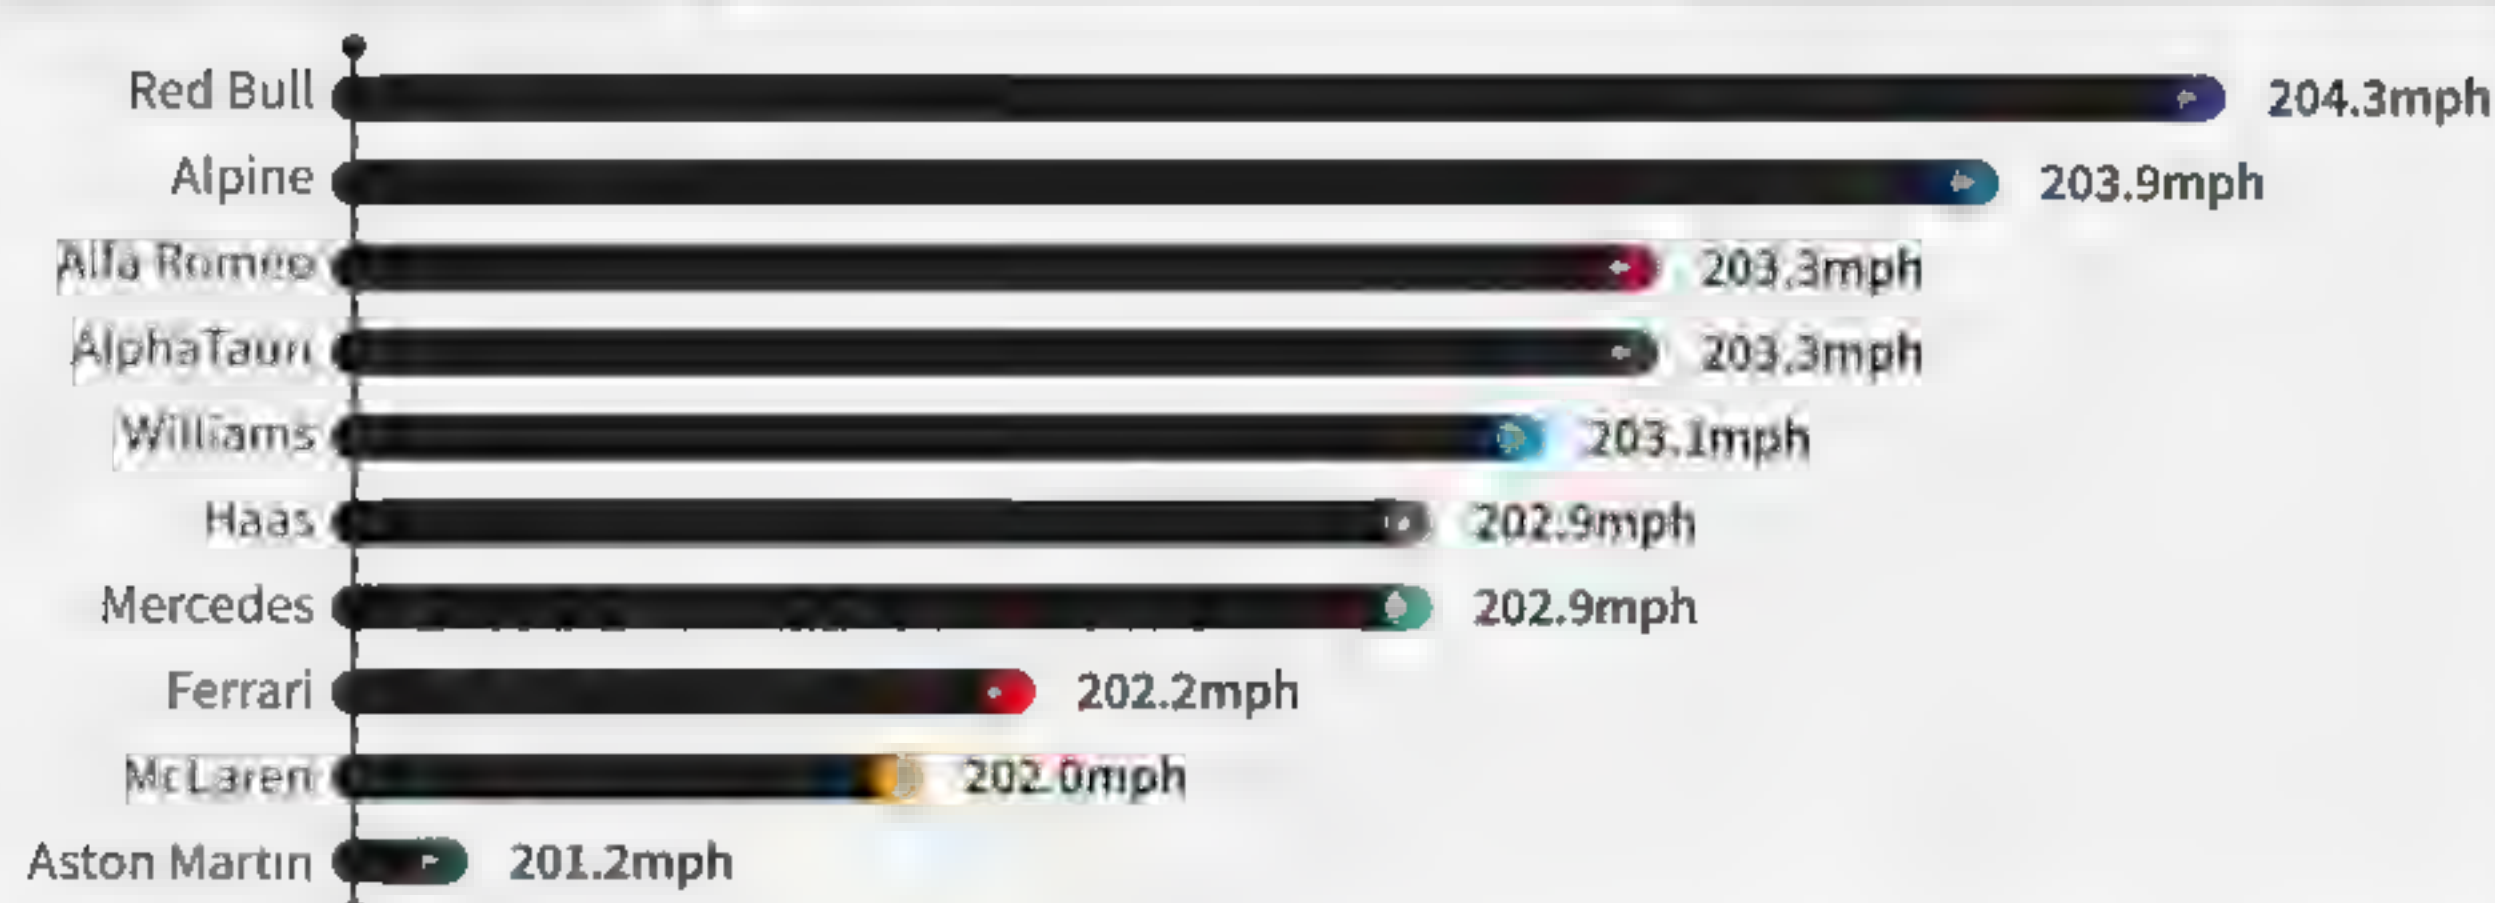 Red Bull 204.3mph
Alpine 203.9mph
Alfa Romeo 203.3mph
AlphaTauri 203.3mph
Williams 203.1mph
Haas 202.9mph
Mercedes 202.9mph
Ferrari 202.2mph
McLaren 202.0mph
Aston Martin 201.2mph